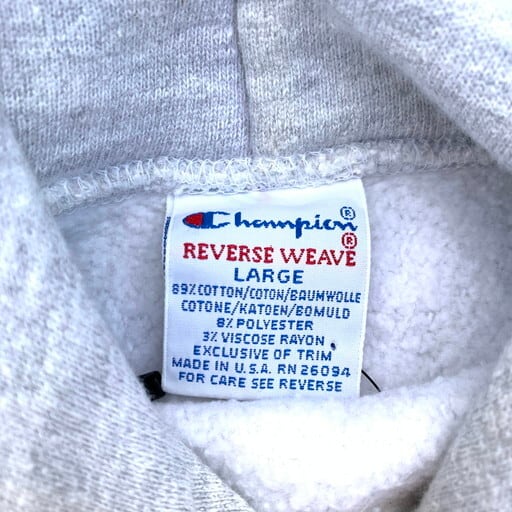 Champion®
REVERSE WEAVE®
LARGE
89% COTTON/COTON/BAUMWOLLE
COTONE/KATOEN/BOMULD
8% POLYESTER
3% VISCOSE RAYON
EXCLUSIVE OF TRIM
MADE IN U.S.A. RN 26094
FOR CARE SEE REVERSE